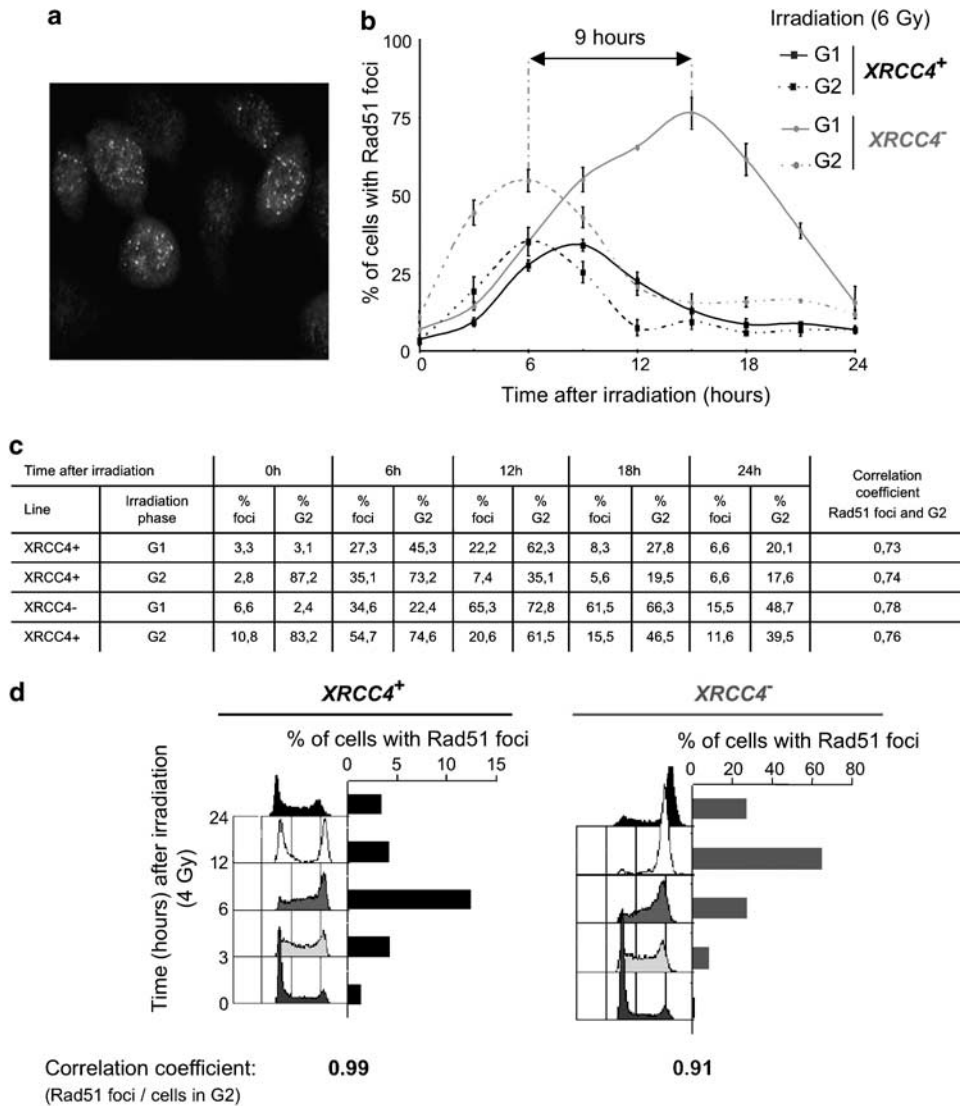 a
b
Irradiation (6 Gy)
G1
G2
XRCC4+
G1
G2
XRCC4-
9 hours
100
75
50
25
0
% of cells with Rad51 foci
0 6 12 18 24
Time after irradiation (hours)
c
Time after irradiation 0h 6h 12h 18h 24h Correlation coefficient Rad51 foci and G2
Line Irradiation phase % foci % G2 % foci % G2 % foci % G2 % foci % G2 % foci % G2
XRCC4+ G1 3,3 3,1 27,3 45,3 22,2 62,3 8,3 27,8 6,6 20,1 0,73
XRCC4+ G2 2,8 87,2 35,1 73,2 7,4 35,1 5,6 19,5 6,6 17,6 0,74
XRCC4- G1 6,6 2,4 34,6 22,4 65,3 72,8 61,5 66,3 15,5 48,7 0,78
XRCC4+ G2 10,8 83,2 54,7 74,6 20,6 61,5 15,5 46,5 11,6 39,5 0,76
d
XRCC4+
% of cells with Rad51 foci
0 5 10 15
Time (hours) after irradiation
(4 Gy)
24
12
6
3
0
XRCC4-
% of cells with Rad51 foci
0 20 40 60 80
Correlation coefficient: 0.99 0.91
(Rad51 foci / cells in G2)